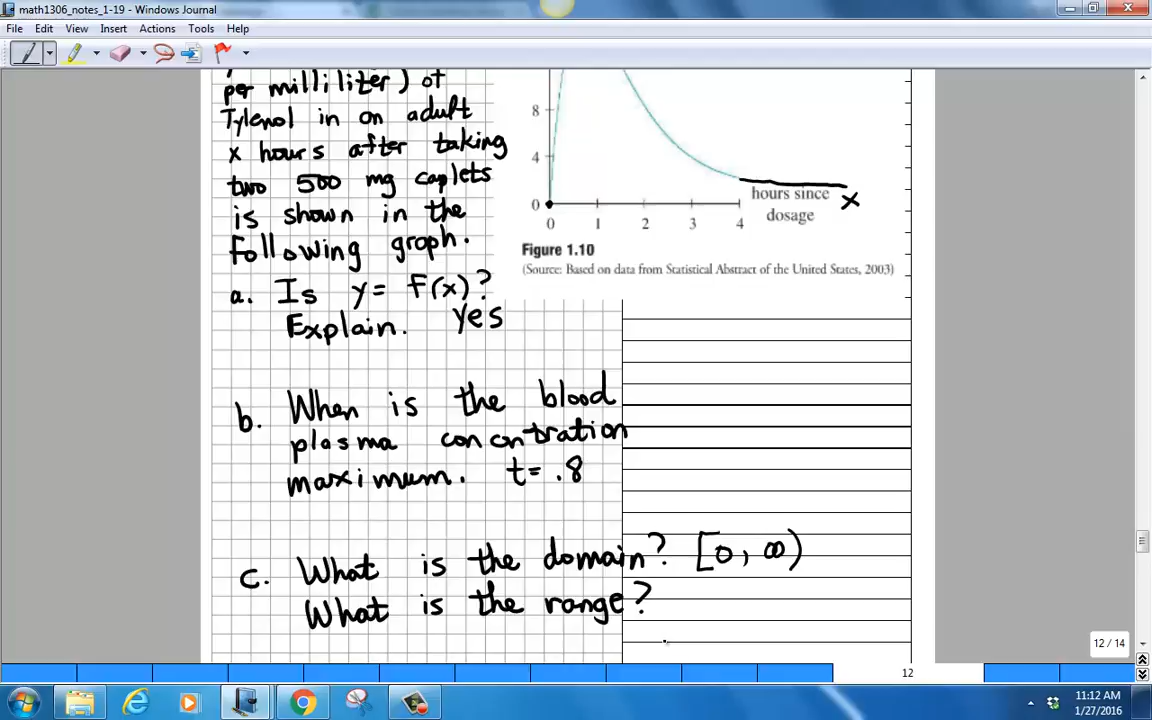 math1306_notes_1-19 - Windows Journal
File Edit View Insert Actions Tools Help
per milliliter) of
Tylenol in on adult
x hours after taking
two 500 mg caplets
is shown in the
following graph.
8
4
0
0 1 2 3 4
hours since
dosage
x
Figure 1.10
(Source: Based on data from Statistical Abstract of the United States, 2003)
a. Is y= f(x)?
Explain. yes
b. When is the blood
plasma concntration
maximum. t= .8
c. What is the domain? [0, ∞)
What is the range?
12 / 14
12
11:12 AM
1/27/2016